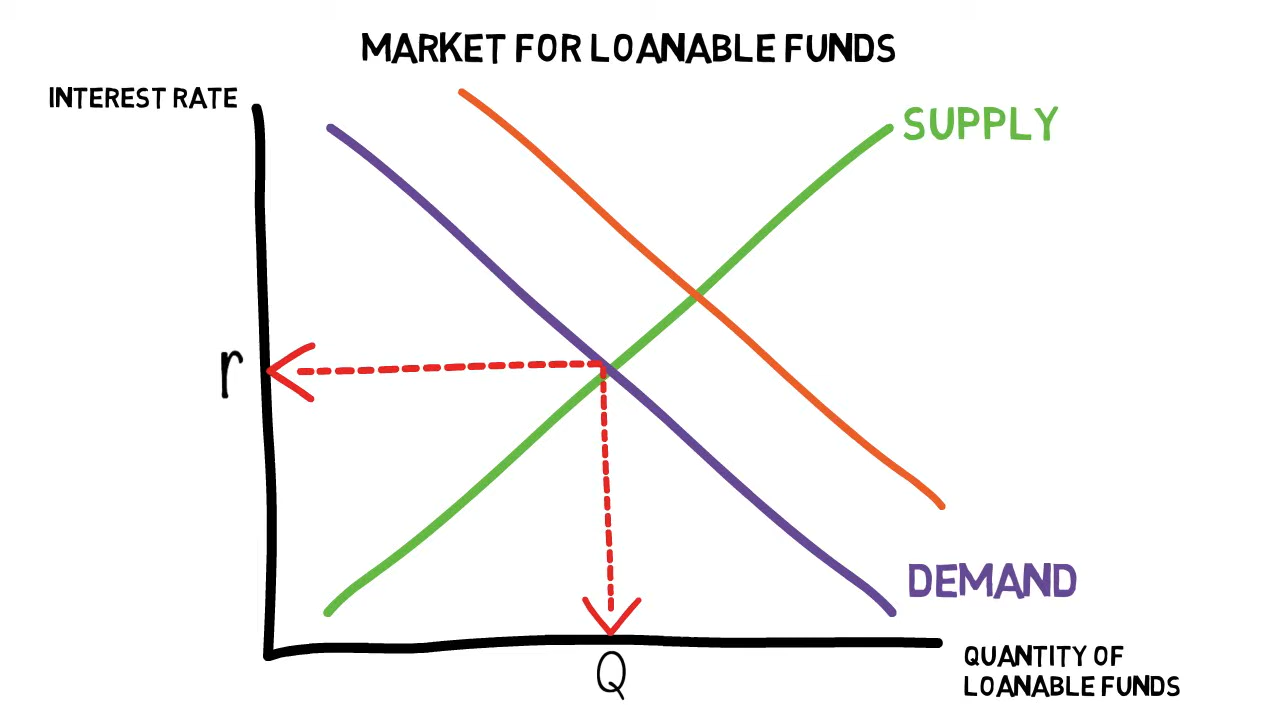 MARKET FOR LOANABLE FUNDS
INTEREST RATE
SUPPLY
r
DEMAND
Q
QUANTITY OF
LOANABLE FUNDS